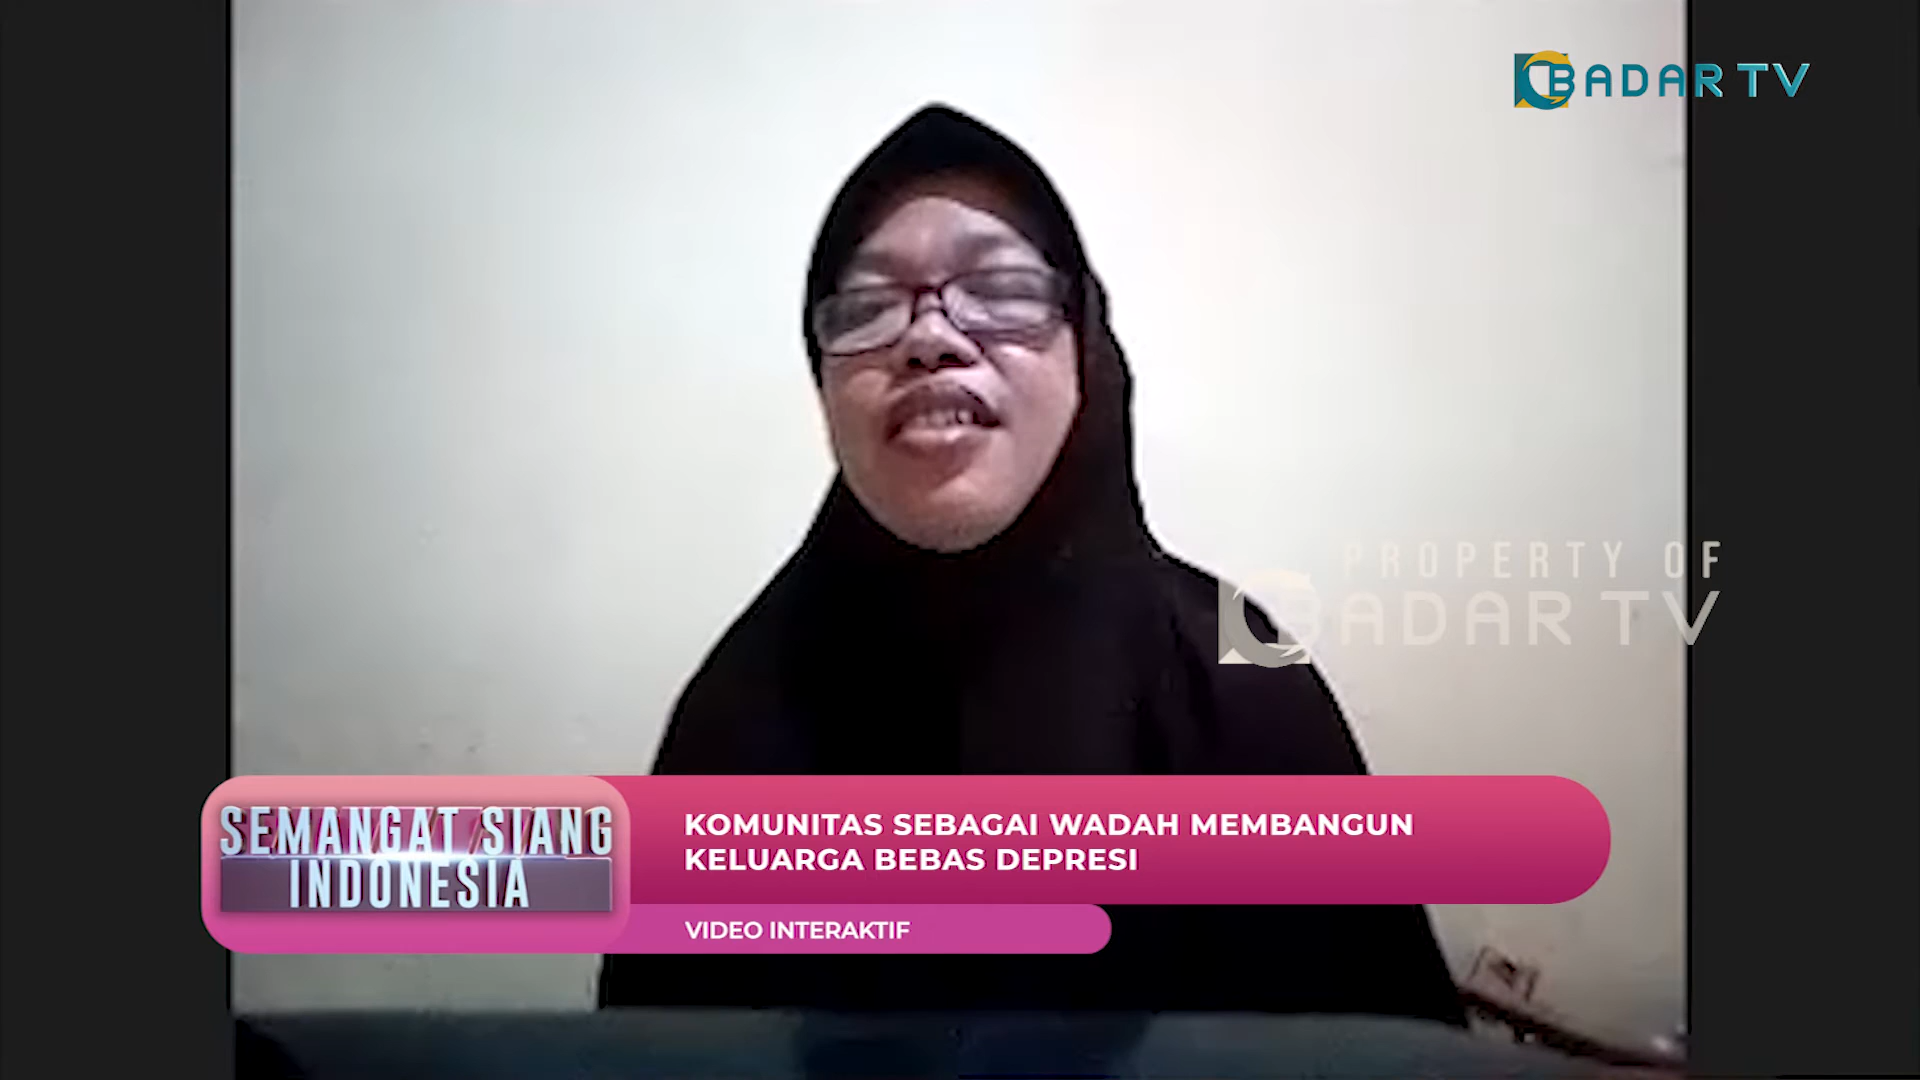 BADAR TV
PROPERTY OF
BADAR TV
SEMANGAT SIANG
INDONESIA
KOMUNITAS SEBAGAI WADAH MEMBANGUN
KELUARGA BEBAS DEPRESI
VIDEO INTERAKTIF